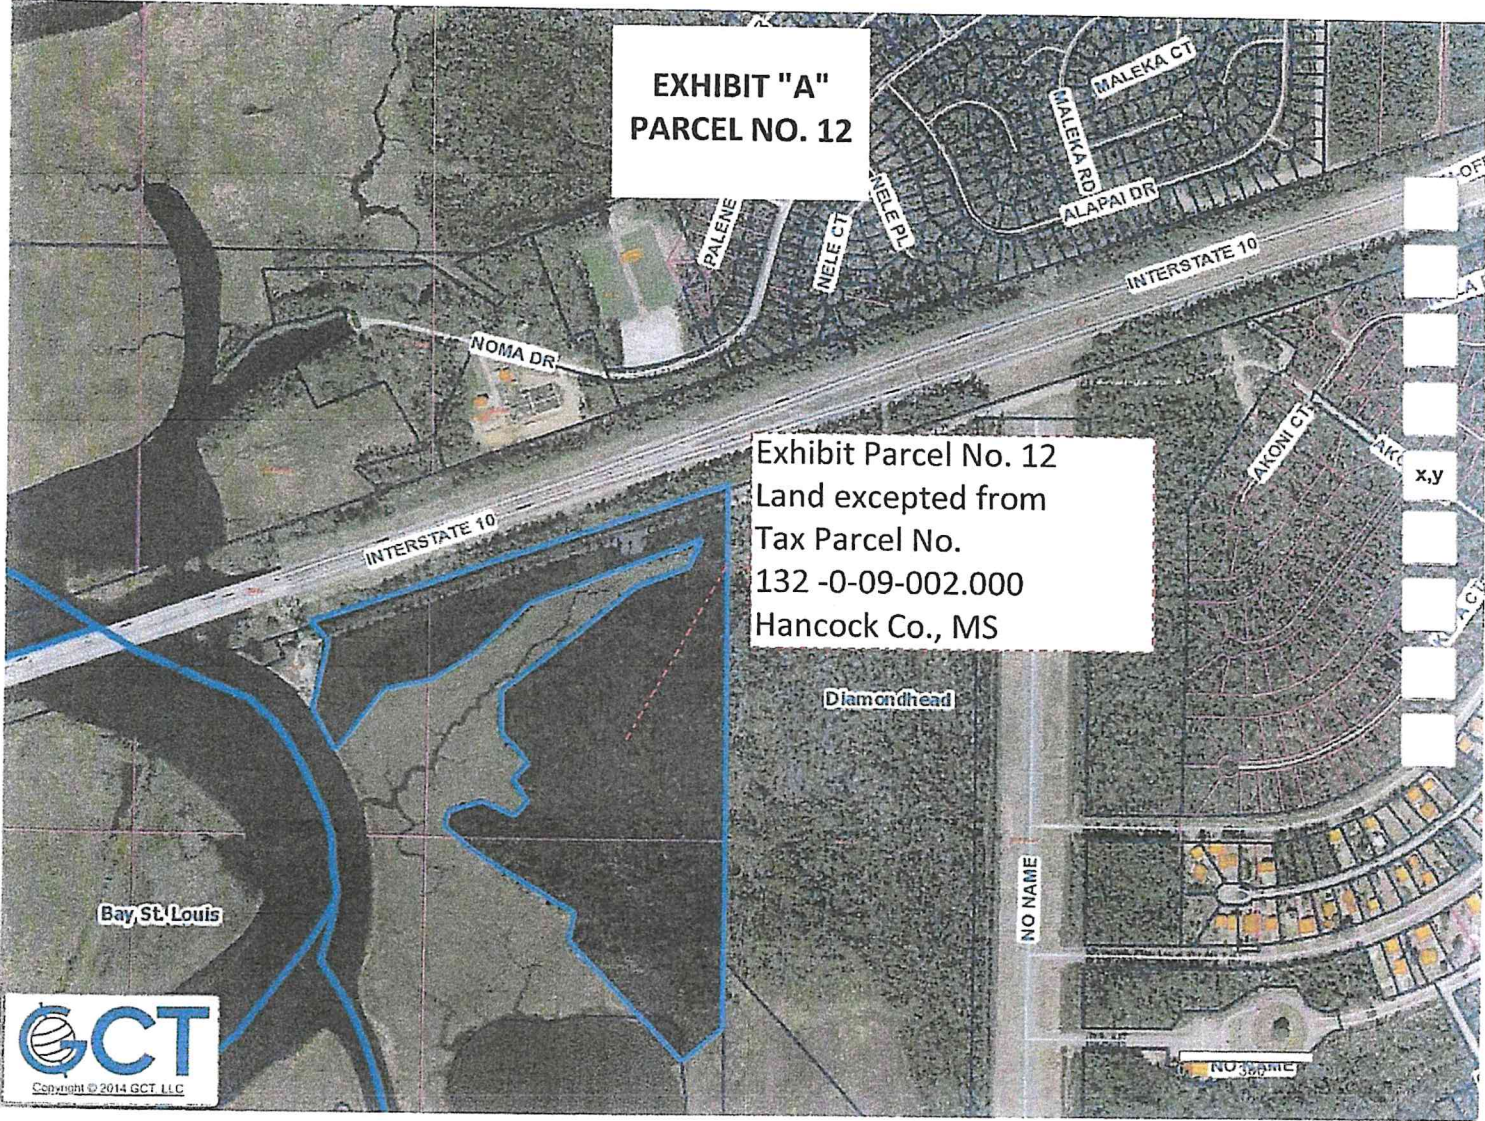 EXHIBIT "A"
PARCEL NO. 12
MALEKA CT
MALEKA RD
NELE PL
ALAPAI DR
NELE CT
INTERSTATE 10
NOMA DR
AKONI CT
x,y
Exhibit Parcel No. 12
Land excepted from
Tax Parcel No.
132 -0-09-002.000
Hancock Co., MS
INTERSTATE 10
Diamondhead
NO NAME
Bay St. Louis
GCT
Copyright © 2014 GCT, LLC
NO NAME